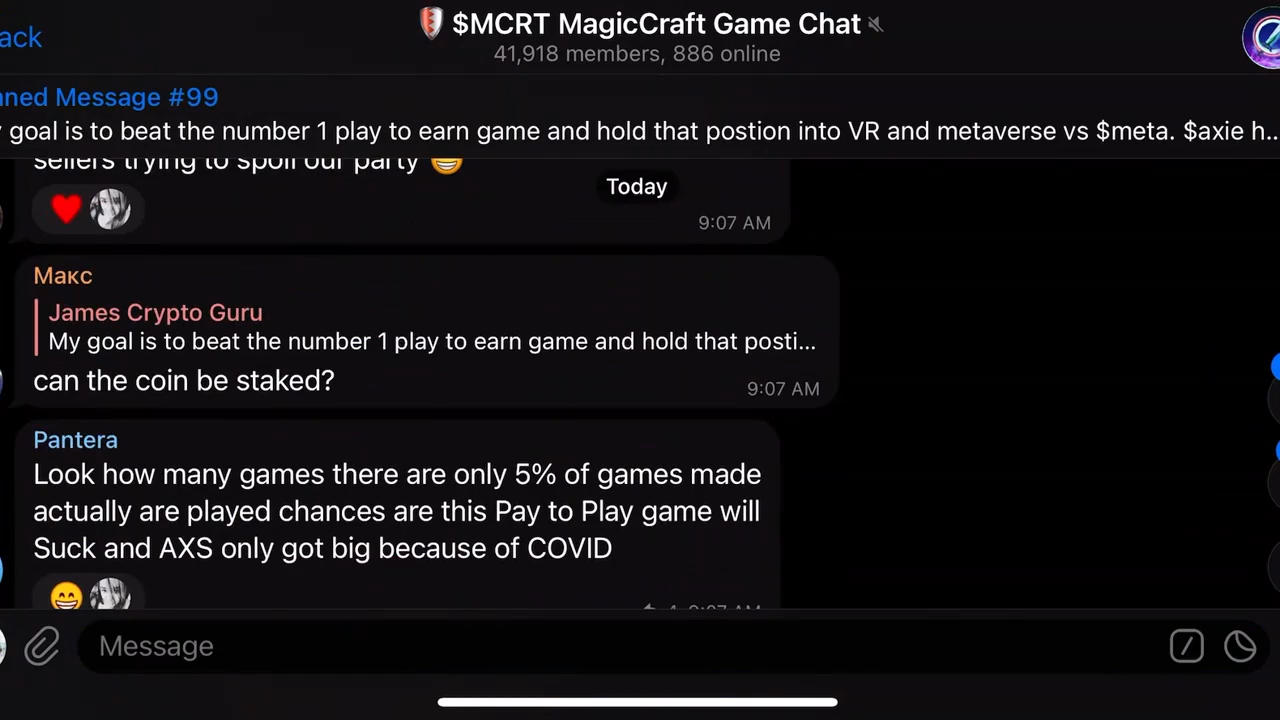 ack
$MCRT MagicCraft Game Chat
41,918 members, 886 online
nned Message #99
goal is to beat the number 1 play to earn game and hold that postion into VR and metaverse vs $meta. $axie h...
sellers trying to spoil our party
Today
9:07 AM
Макс
James Crypto Guru
My goal is to beat the number 1 play to earn game and hold that posti...
can the coin be staked?
9:07 AM
Pantera
Look how many games there are only 5% of games made
actually are played chances are this Pay to Play game will
Suck and AXS only got big because of COVID
9:07 AM
Message